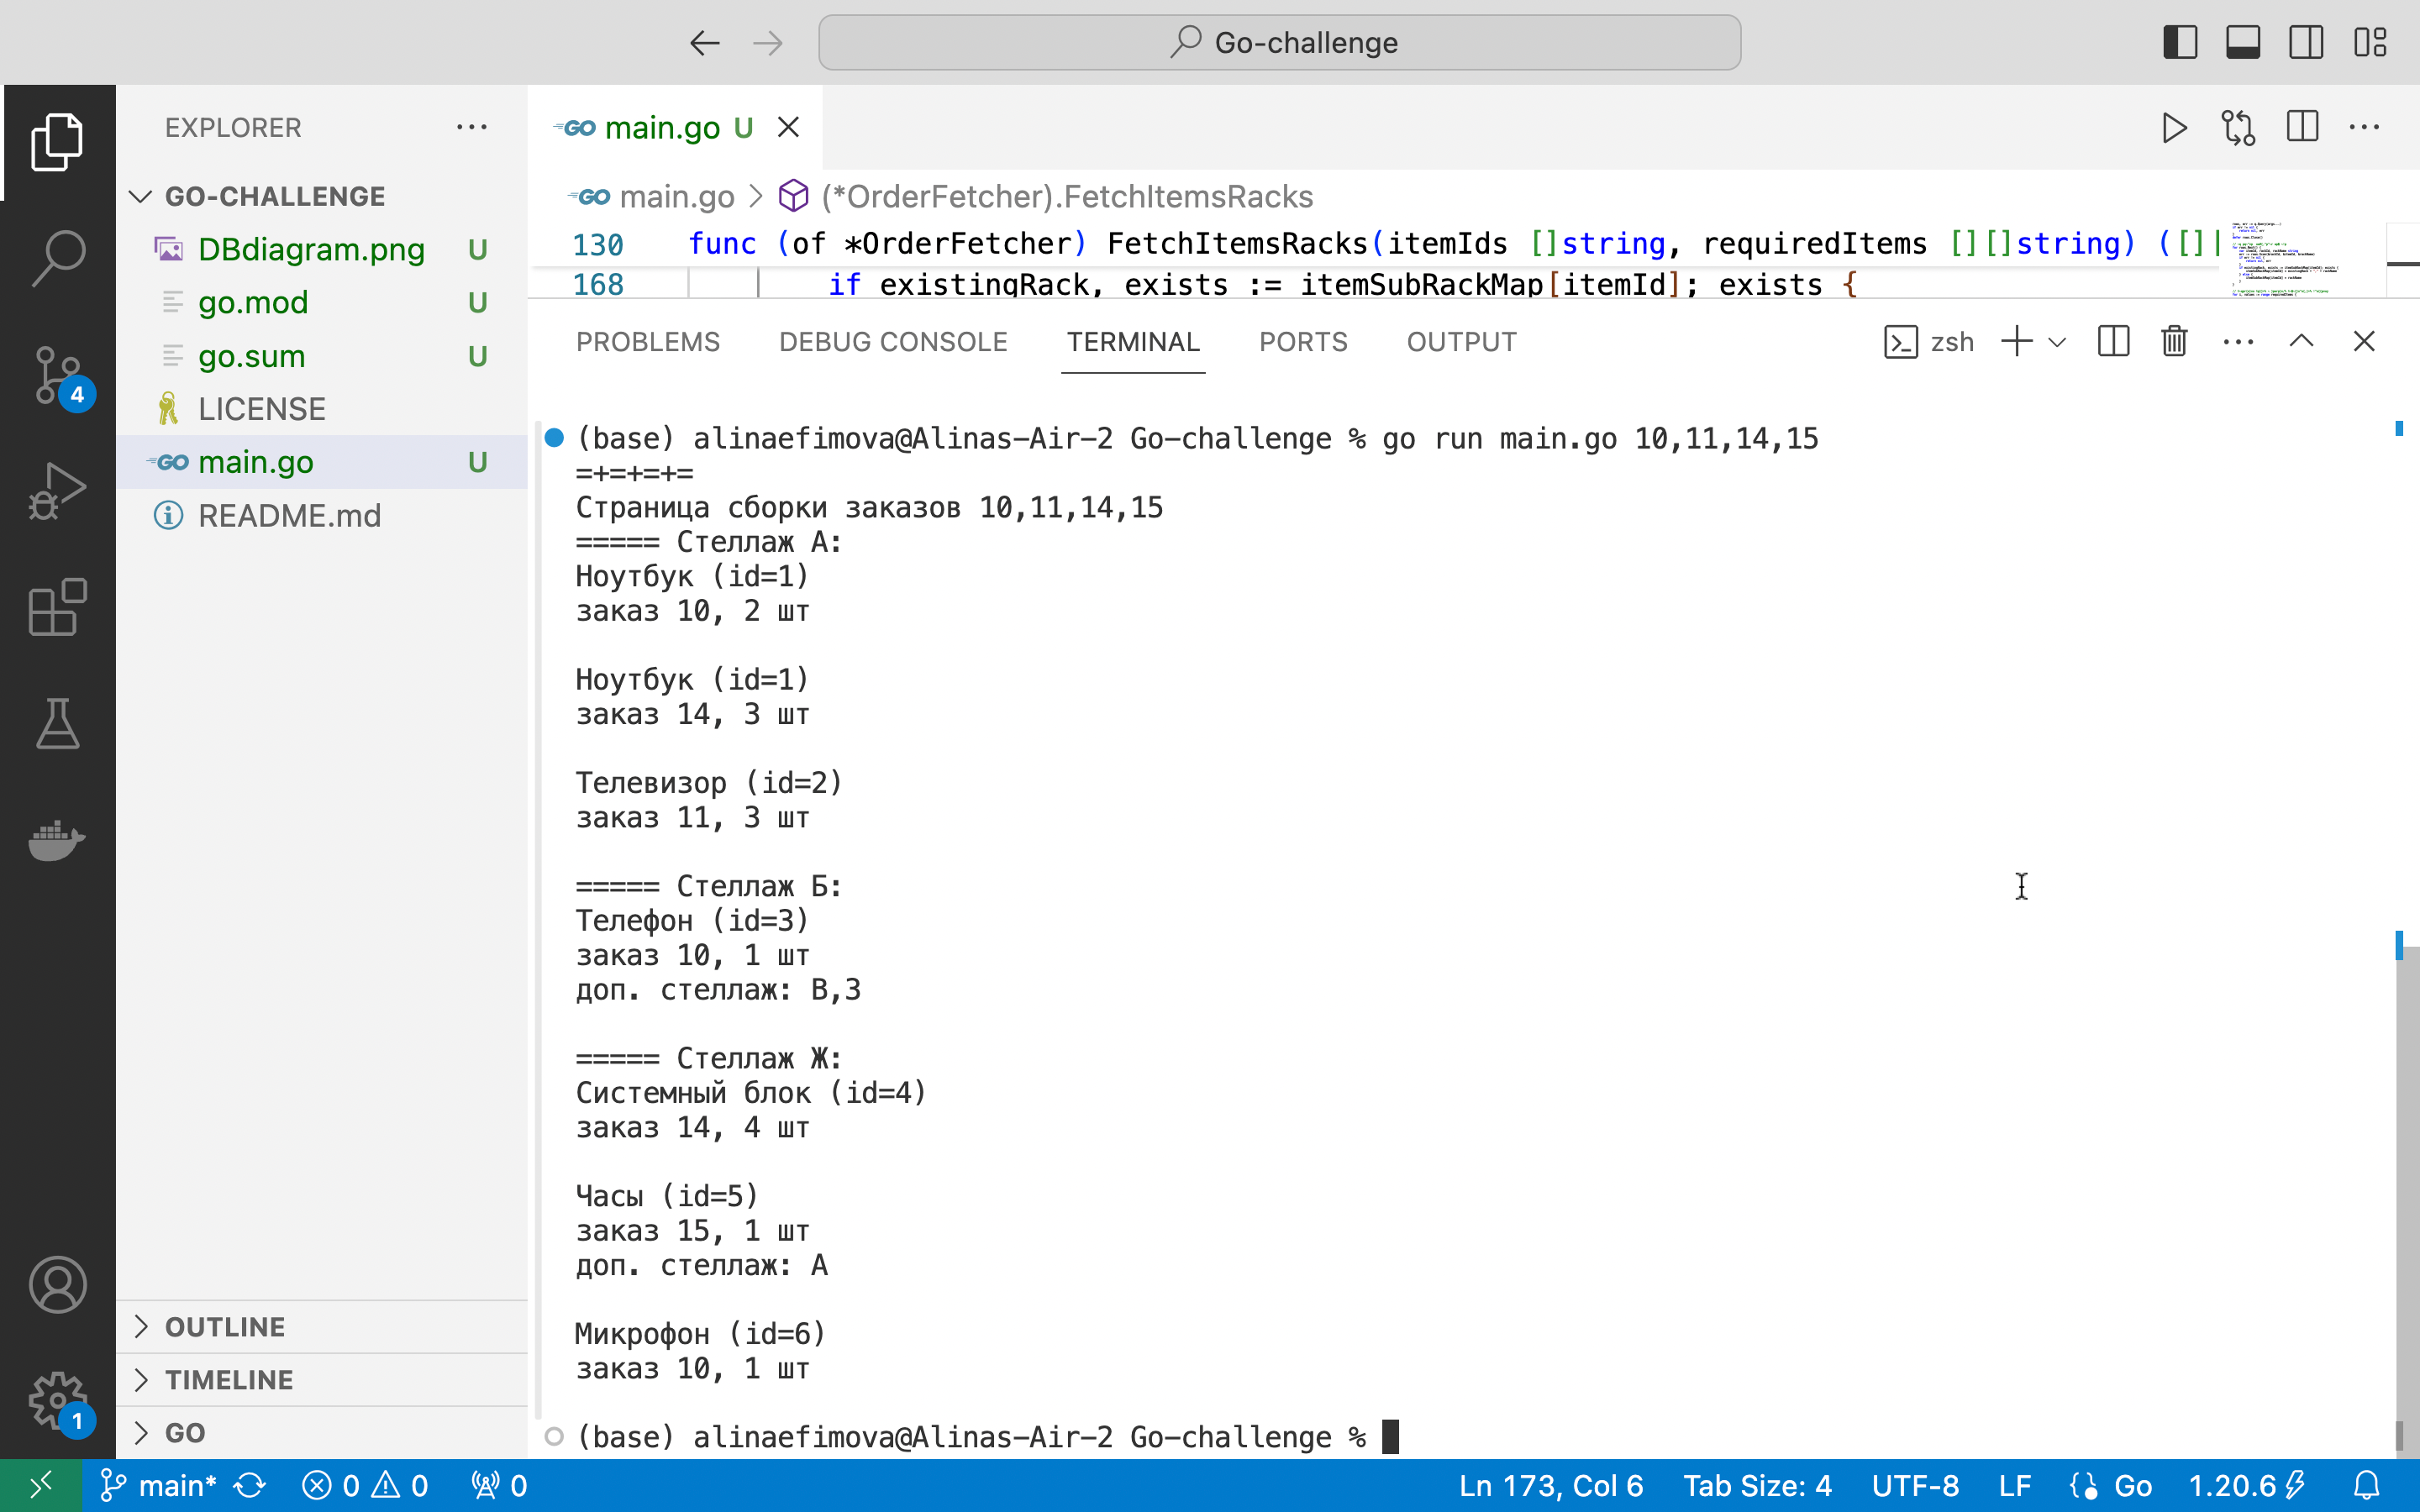 Go-challenge
EXPLORER
GO-CHALLENGE
DBdiagram.png U
go.mod U
go.sum U
LICENSE
main.go U
README.md
OUTLINE
TIMELINE
GO
main.go U
main.go > (*OrderFetcher).FetchItemsRacks
130 func (of *OrderFetcher) FetchItemsRacks(itemIds []string, requiredItems [][]string) ([]
168 if existingRack, exists := itemSubRackMap[itemId]; exists {
PROBLEMS DEBUG CONSOLE TERMINAL PORTS OUTPUT zsh
(base) alinaefimova@Alinas-Air-2 Go-challenge % go run main.go 10,11,14,15
=+=+=+=
Страница сборки заказов 10,11,14,15
===== Стеллаж А:
Ноутбук (id=1)
заказ 10, 2 шт
Ноутбук (id=1)
заказ 14, 3 шт
Телевизор (id=2)
заказ 11, 3 шт
===== Стеллаж Б:
Телефон (id=3)
заказ 10, 1 шт
доп. стеллаж: В,З
===== Стеллаж Ж:
Системный блок (id=4)
заказ 14, 4 шт
Часы (id=5)
заказ 15, 1 шт
доп. стеллаж: А
Микрофон (id=6)
заказ 10, 1 шт
(base) alinaefimova@Alinas-Air-2 Go-challenge %
4
1
main* 0 0 0 Ln 173, Col 6 Tab Size: 4 UTF-8 LF Go 1.20.6